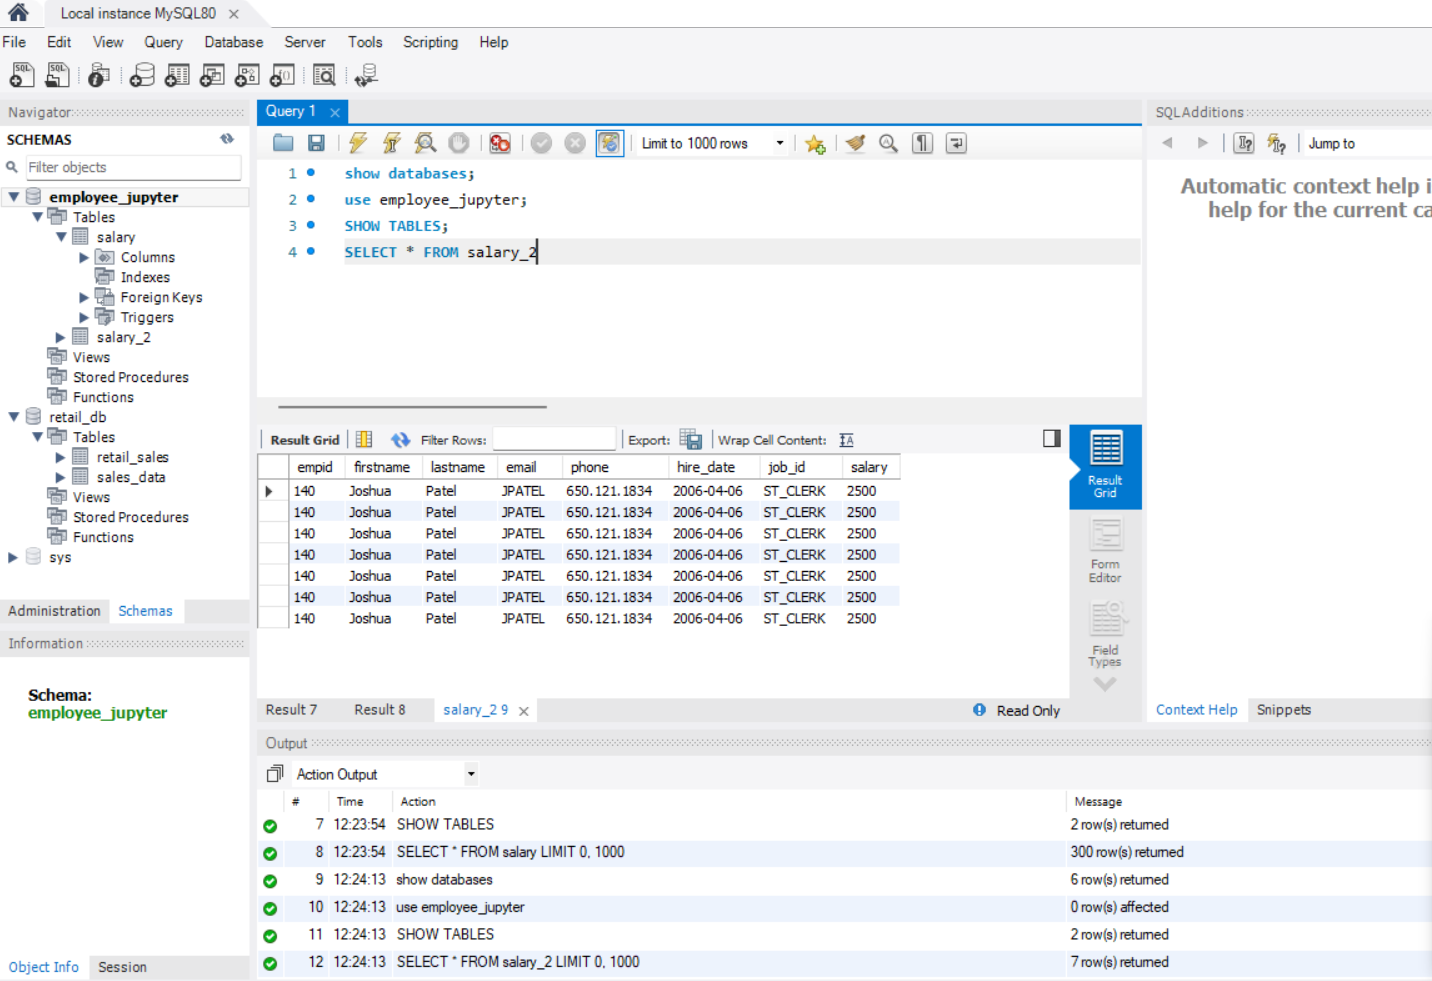 Local instance MySQL80 ×
File Edit View Query Database Server Tools Scripting Help
Navigator
SCHEMAS
Filter objects
employee_jupyter
Tables
salary
Columns
Indexes
Foreign Keys
Triggers
salary_2
Views
Stored Procedures
Functions
retail_db
Tables
retail_sales
sales_data
Views
Stored Procedures
Functions
sys
Administration Schemas
Information
Schema:
employee_jupyter
Object Info Session
Query 1 ×
Limit to 1000 rows
1 show databases;
2 use employee_jupyter;
3 SHOW TABLES;
4 SELECT * FROM salary_2
Result Grid Filter Rows: Export: Wrap Cell Content:
empid firstname lastname email phone hire_date job_id salary
140 Joshua Patel JPATEL 650.121.1834 2006-04-06 ST_CLERK 2500
140 Joshua Patel JPATEL 650.121.1834 2006-04-06 ST_CLERK 2500
140 Joshua Patel JPATEL 650.121.1834 2006-04-06 ST_CLERK 2500
140 Joshua Patel JPATEL 650.121.1834 2006-04-06 ST_CLERK 2500
140 Joshua Patel JPATEL 650.121.1834 2006-04-06 ST_CLERK 2500
140 Joshua Patel JPATEL 650.121.1834 2006-04-06 ST_CLERK 2500
140 Joshua Patel JPATEL 650.121.1834 2006-04-06 ST_CLERK 2500
Result
Grid
Form
Editor
Field
Types
Result 7 Result 8 salary_2 9 × Read Only
SQLAdditions
Jump to
Automatic context help i
help for the current ca
Context Help Snippets
Output
Action Output
# Time Action Message
7 12:23:54 SHOW TABLES 2 row(s) returned
8 12:23:54 SELECT * FROM salary LIMIT 0, 1000 300 row(s) returned
9 12:24:13 show databases 6 row(s) returned
10 12:24:13 use employee_jupyter 0 row(s) affected
11 12:24:13 SHOW TABLES 2 row(s) returned
12 12:24:13 SELECT * FROM salary_2 LIMIT 0, 1000 7 row(s) returned